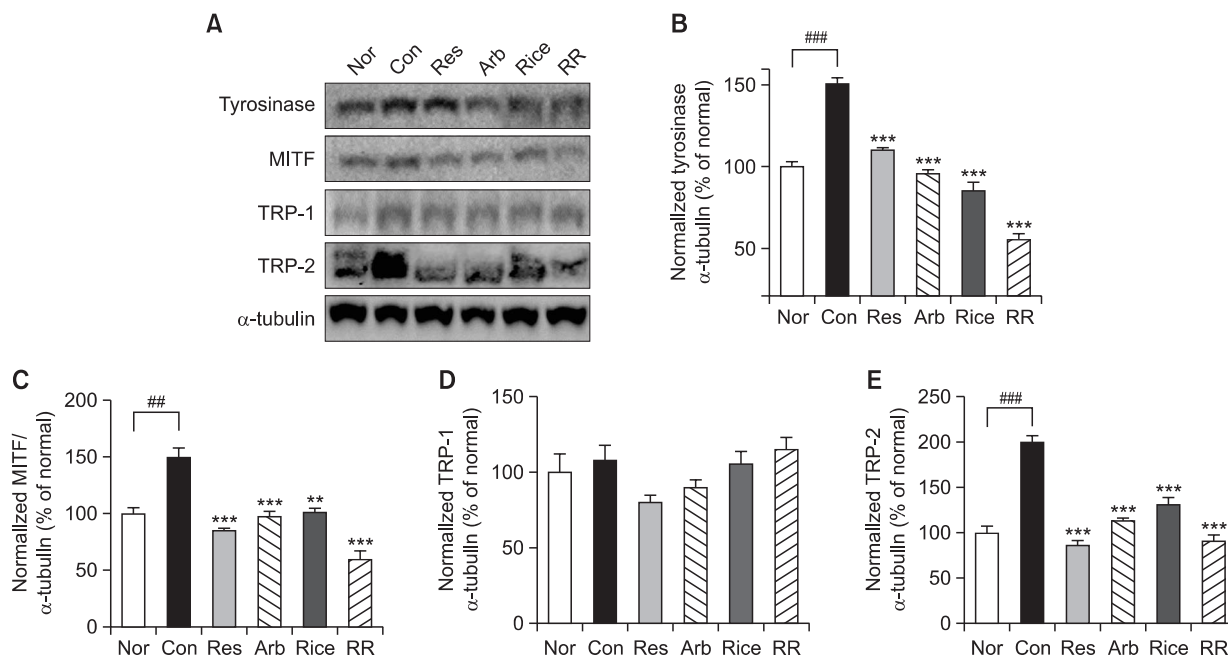 A
Nor Con Res Arb Rice RR
Tyrosinase
MITF
TRP-1
TRP-2
α-tubulin
B
Normalized tyrosinase
α-tubulin (% of normal)
150
100
50
###
***
***
***
***
Nor Con Res Arb Rice RR
C
Normalized MITF/
α-tubulin (% of normal)
200
150
100
50
0
##
***
***
**
***
Nor Con Res Arb Rice RR
D
Normalized TRP-1
α-tubulin (% of normal)
150
100
50
0
Nor Con Res Arb Rice RR
E
Normalized TRP-2
α-tubulin (% of normal)
250
200
150
100
50
0
###
***
***
***
***
Nor Con Res Arb Rice RR